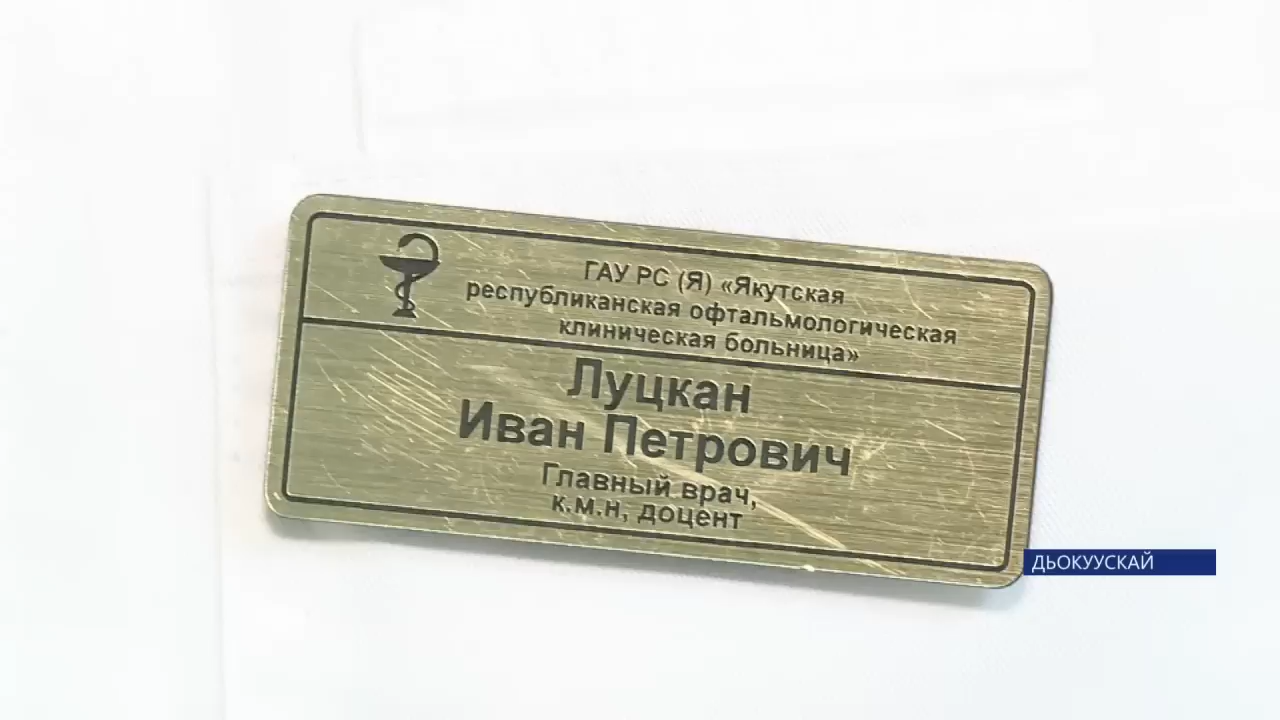 ГАУ РС (Я) «Якутская
республиканская офтальмологическая
клиническая больница»
Луцкан
Иван Петрович
Главный врач,
к.м.н, доцент
ДЬОКУУСКАЙ